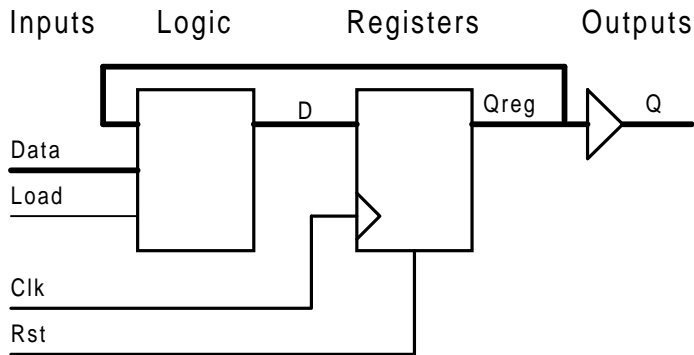 Inputs Logic Registers Outputs
D Qreg Q
Data
Load
Clk
Rst